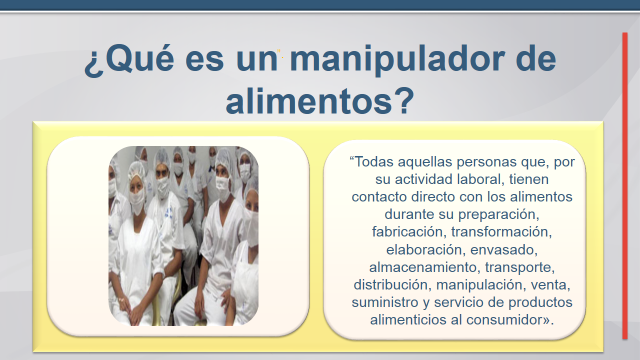 ¿Qué es un manipulador de
alimentos?
“Todas aquellas personas que, por
su actividad laboral, tienen
contacto directo con los alimentos
durante su preparación,
fabricación, transformación,
elaboración, envasado,
almacenamiento, transporte,
distribución, manipulación, venta,
suministro y servicio de productos
alimenticios al consumidor».